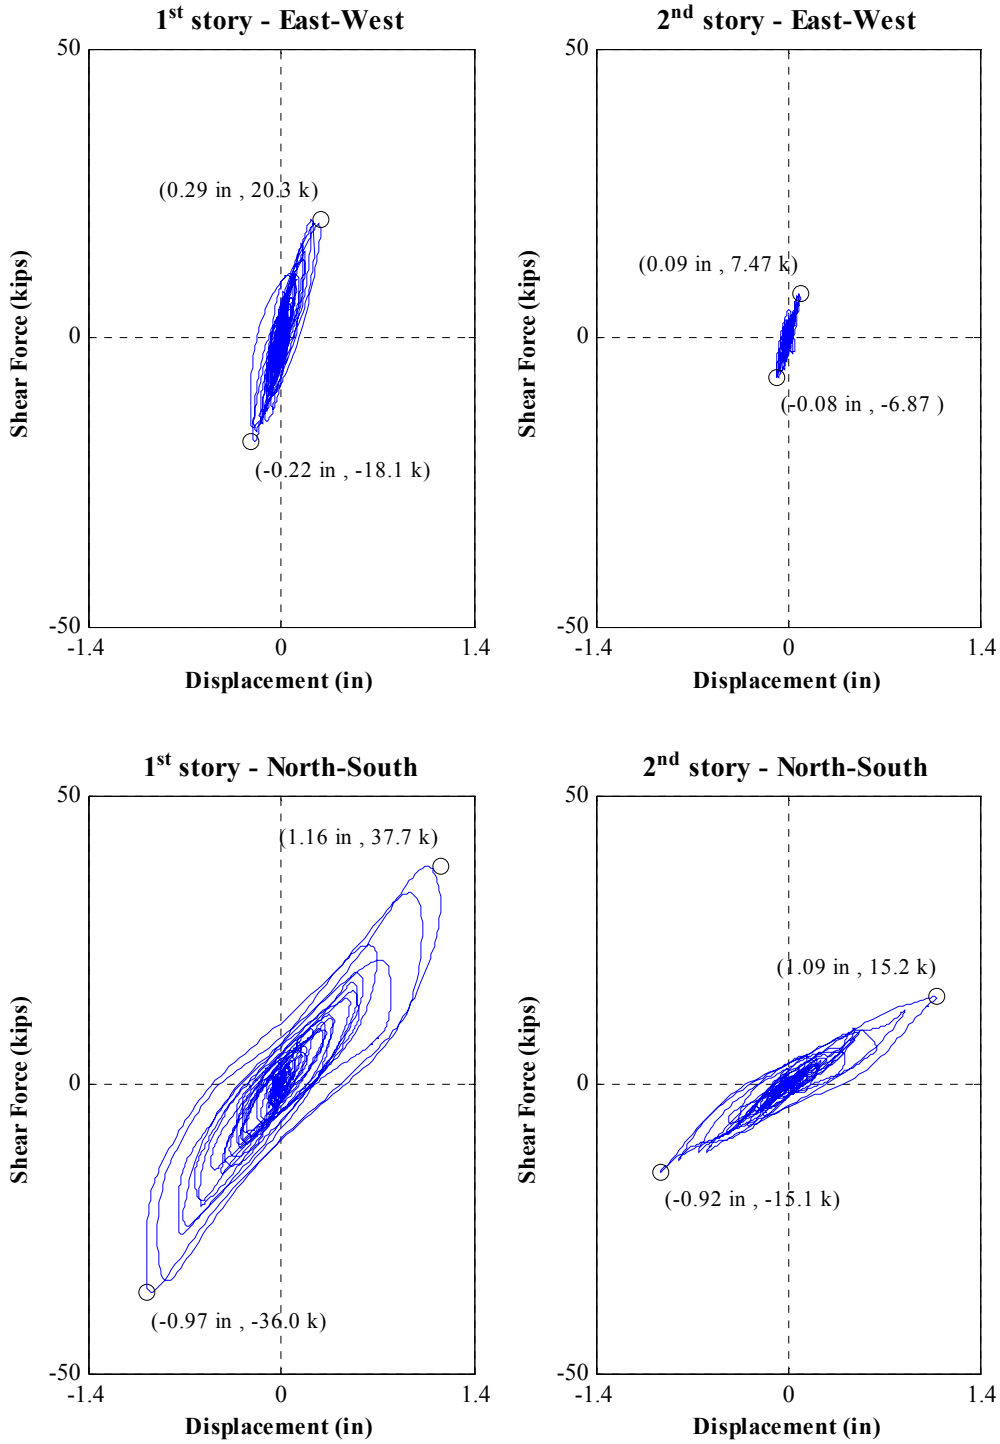 1st story - East-West
50
(0.29 in , 20.3 k)
Shear Force (kips)
0
(-0.22 in , -18.1 k)
-50
-1.4 0 1.4
Displacement (in)
2nd story - East-West
50
(0.09 in , 7.47 k)
Shear Force (kips)
0
(-0.08 in , -6.87 )
-50
-1.4 0 1.4
Displacement (in)
1st story - North-South
50
(1.16 in , 37.7 k)
Shear Force (kips)
0
(-0.97 in , -36.0 k)
-50
-1.4 0 1.4
Displacement (in)
2nd story - North-South
50
(1.09 in , 15.2 k)
Shear Force (kips)
0
(-0.92 in , -15.1 k)
-50
-1.4 0 1.4
Displacement (in)